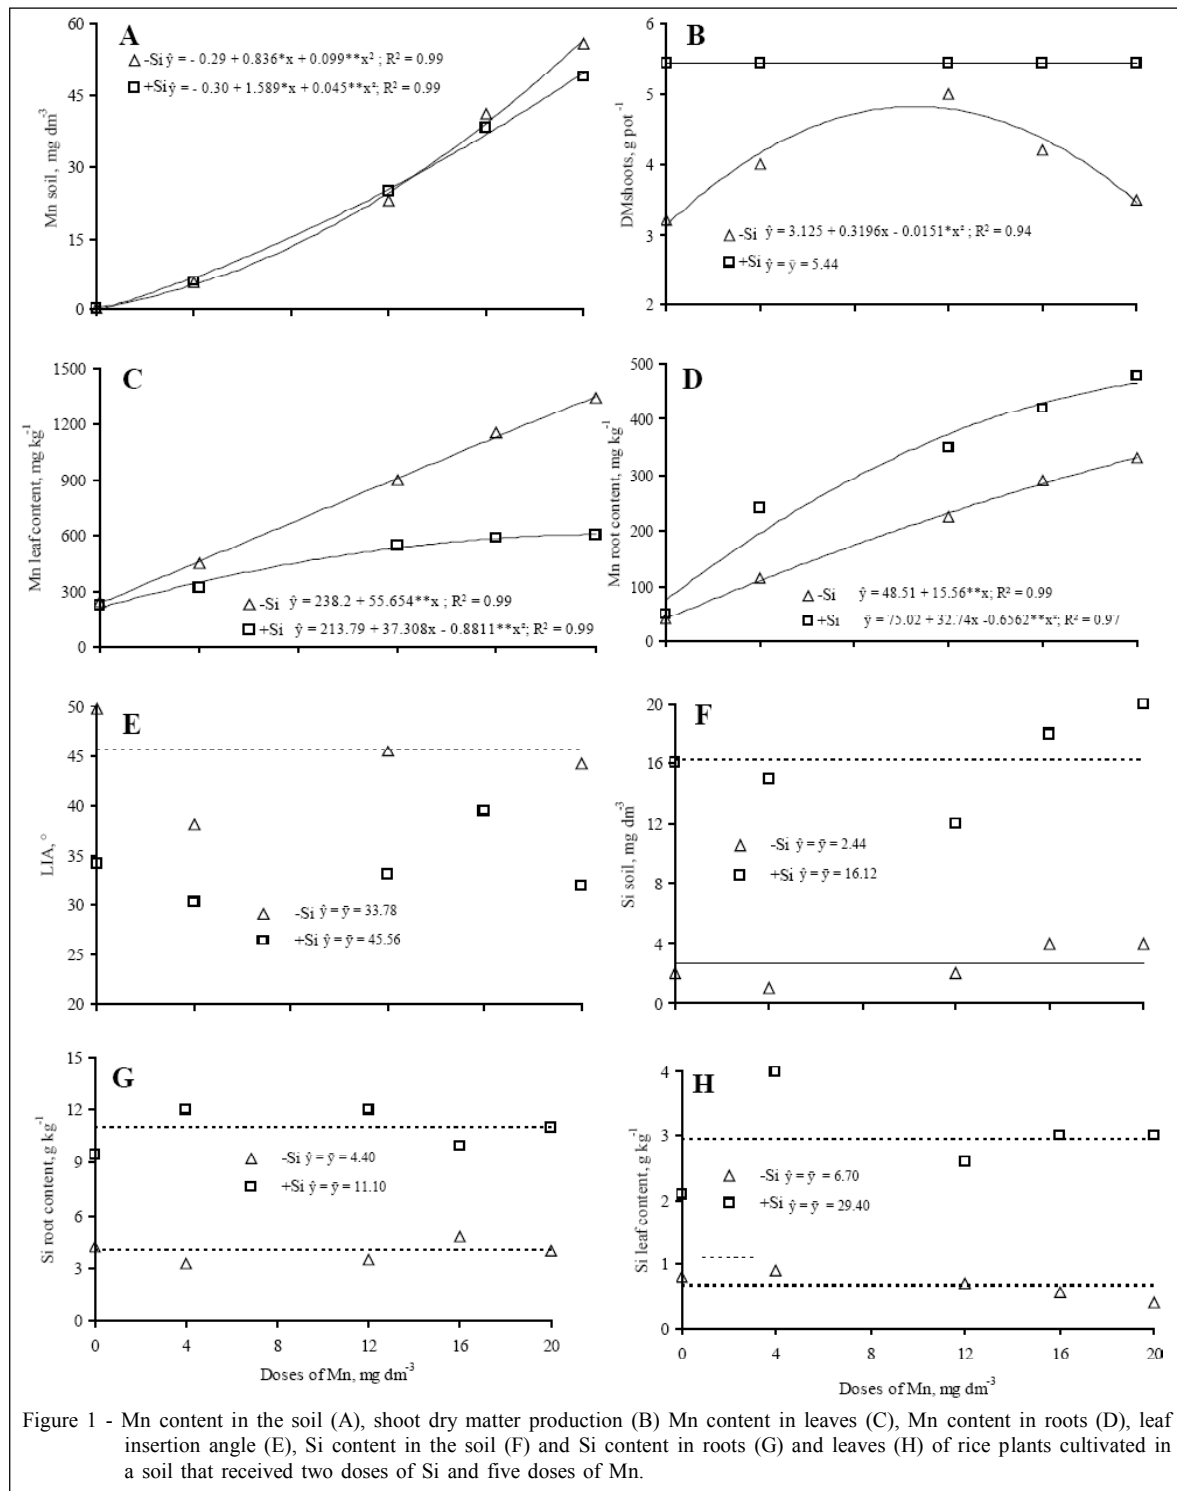 A
60
45
30
15
0
Mn soil, mg dm⁻³
-Si ŷ = - 0.29 + 0.836*x + 0.099**x² ; R² = 0.99
+Si ŷ = - 0.30 + 1.589*x + 0.045**x²; R² = 0.99
B
6
5
4
3
2
DMshoots, g pot⁻¹
-Si ŷ = 3.125 + 0.3196x - 0.0151*x² ; R² = 0.94
+Si ŷ = ȳ = 5.44
C
1500
1200
900
600
300
0
Mn leaf content, mg kg⁻¹
-Si ŷ = 238.2 + 55.654**x ; R² = 0.99
+Si ŷ = 213.79 + 37.308x - 0.8811**x²; R² = 0.99
D
500
400
300
200
100
0
Mn root content, mg kg⁻¹
-Si ŷ = 48.51 + 15.56**x; R² = 0.99
+Si ŷ = 75.02 + 32.74x -0.6562**x²; R² = 0.97
E
50
45
40
35
30
25
20
LIA, °
-Si ŷ = ȳ = 33.78
+Si ŷ = ȳ = 45.56
F
20
16
12
8
4
0
Si soil, mg dm⁻³
-Si ŷ = ȳ = 2.44
+Si ŷ = ȳ = 16.12
G
15
12
9
6
3
0
Si root content, g kg⁻¹
-Si ŷ = ȳ = 4.40
+Si ŷ = ȳ = 11.10
0 4 8 12 16 20
Doses of Mn, mg dm⁻³
H
4
3
2
1
0
Si leaf content, g kg⁻¹
-Si ŷ = ȳ = 6.70
+Si ŷ = ȳ = 29.40
0 4 12 16 20
Doses of Mn, mg dm⁻³
Figure 1 - Mn content in the soil (A), shoot dry matter production (B) Mn content in leaves (C), Mn content in roots (D), leaf
insertion angle (E), Si content in the soil (F) and Si content in roots (G) and leaves (H) of rice plants cultivated in
a soil that received two doses of Si and five doses of Mn.